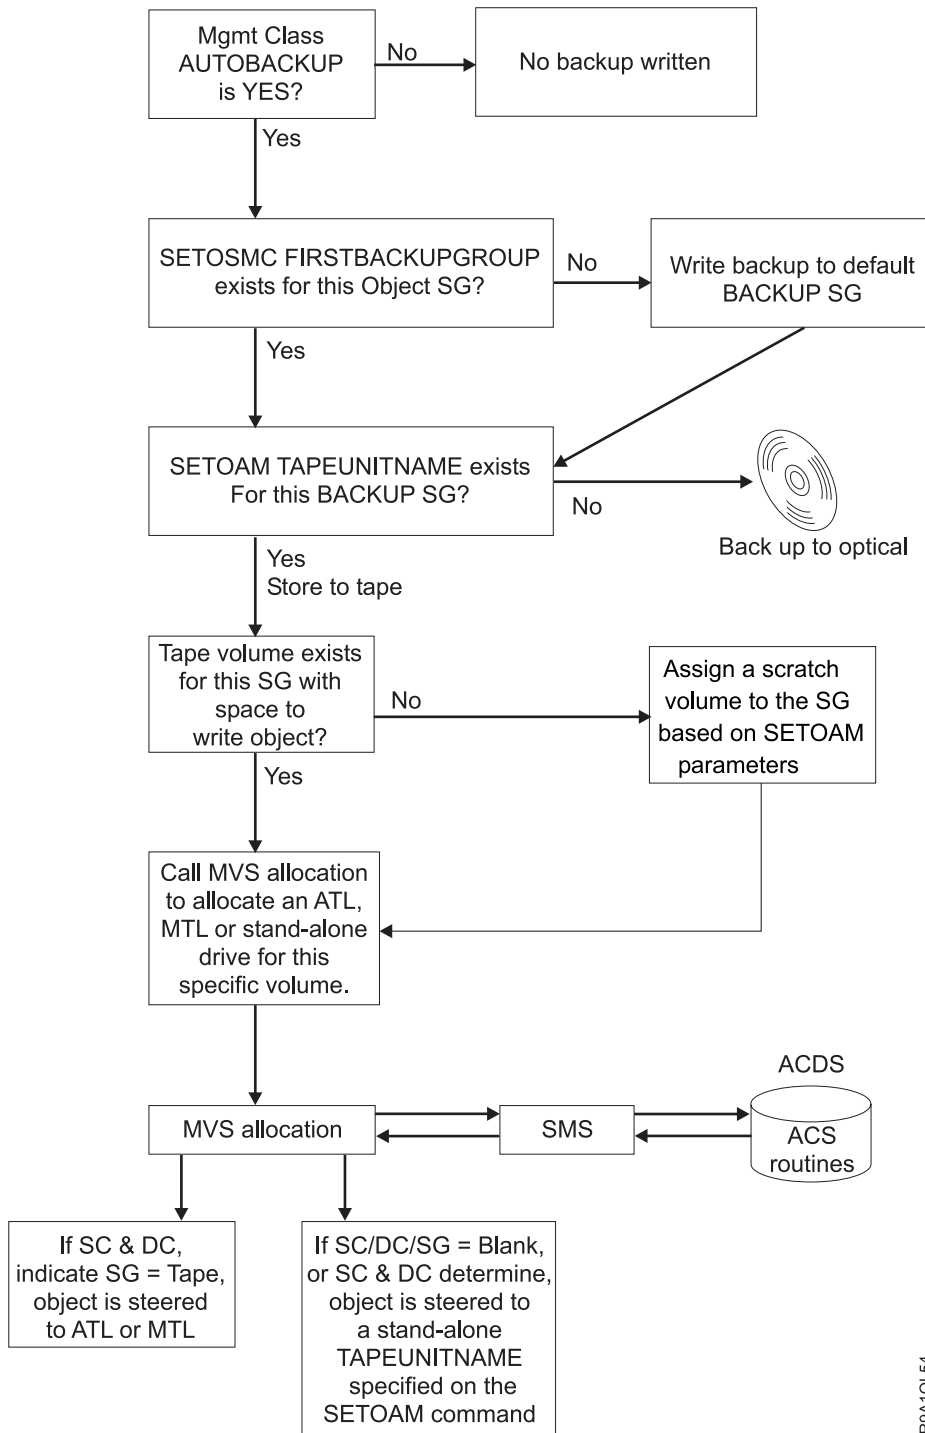 Mgmt Class
AUTOBACKUP
is YES?
No
No backup written
Yes
SETOSMC FIRSTBACKUPGROUP
exists for this Object SG?
No
Write backup to default
BACKUP SG
Yes
SETOAM TAPEUNITNAME exists
For this BACKUP SG?
No
Back up to optical
Yes
Store to tape
Tape volume exists
for this SG with
space to
write object?
No
Assign a scratch
volume to the SG
based on SETOAM
parameters
Yes
Call MVS allocation
to allocate an ATL,
MTL or stand-alone
drive for this
specific volume.
ACDS
MVS allocation
SMS
ACS
routines
If SC & DC,
indicate SG = Tape,
object is steered
to ATL or MTL
If SC/DC/SG = Blank,
or SC & DC determine,
object is steered to
a stand-alone
TAPEUNITNAME
specified on the
SETOAM command